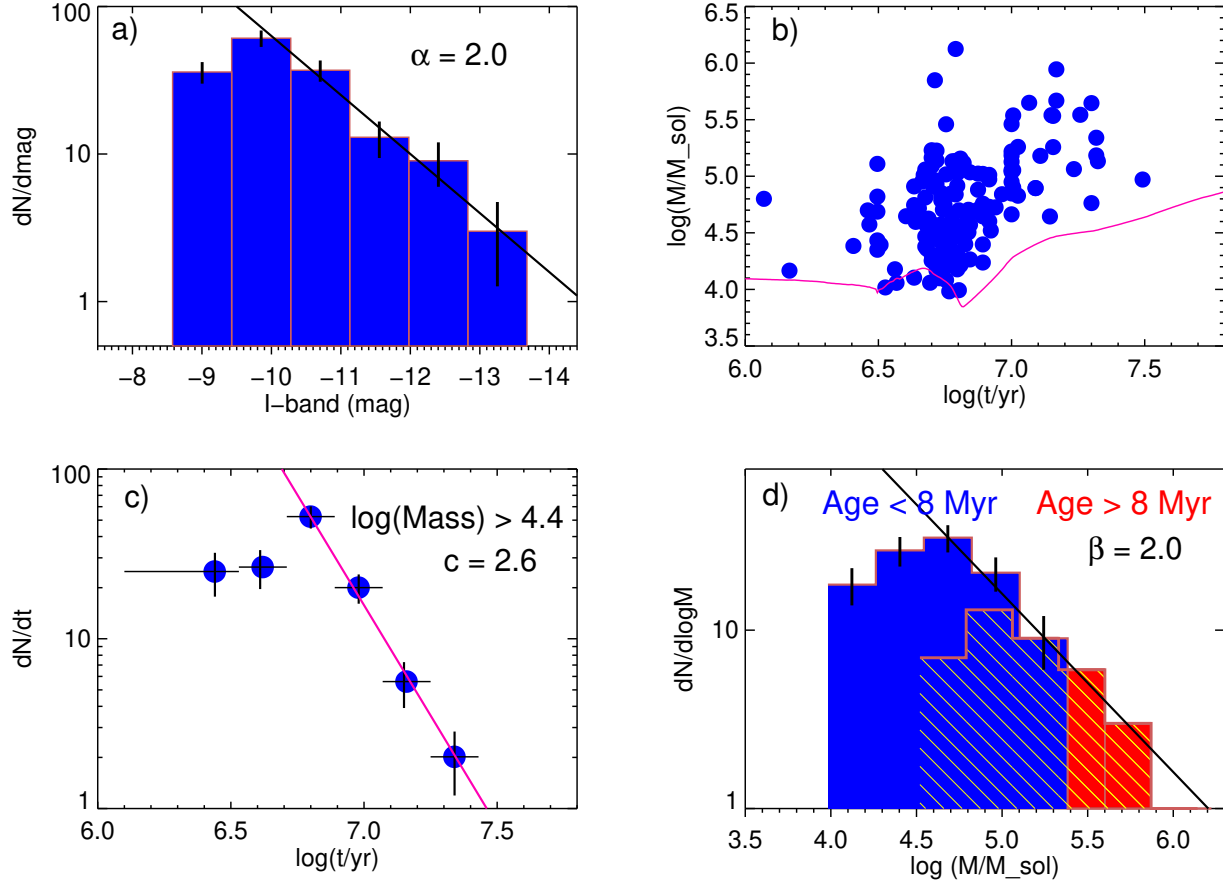 a)
α = 2.0
100
10
1
dN/dmag
−8 −9 −10 −11 −12 −13 −14
I−band (mag)
b)
6.5
6.0
5.5
5.0
4.5
4.0
3.5
log(M/M_sol)
6.0 6.5 7.0 7.5
log(t/yr)
c)
log(Mass) > 4.4
c = 2.6
100
10
1
dN/dt
6.0 6.5 7.0 7.5
log(t/yr)
d)
Age < 8 Myr Age > 8 Myr
β = 2.0
10
1
dN/dlogM
3.5 4.0 4.5 5.0 5.5 6.0
log (M/M_sol)